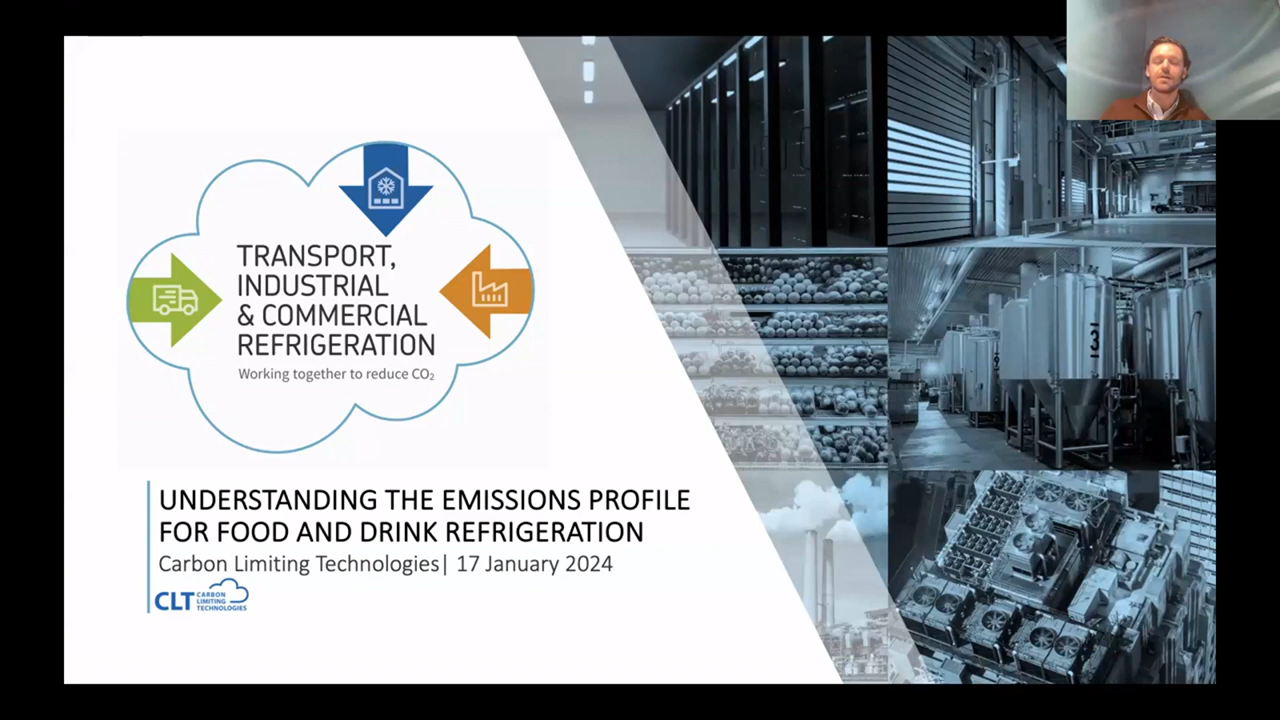 TRANSPORT,
INDUSTRIAL
& COMMERCIAL
REFRIGERATION
Working together to reduce CO₂
UNDERSTANDING THE EMISSIONS PROFILE
FOR FOOD AND DRINK REFRIGERATION
Carbon Limiting Technologies| 17 January 2024
CLT CARBON
LIMITING
TECHNOLOGIES
3